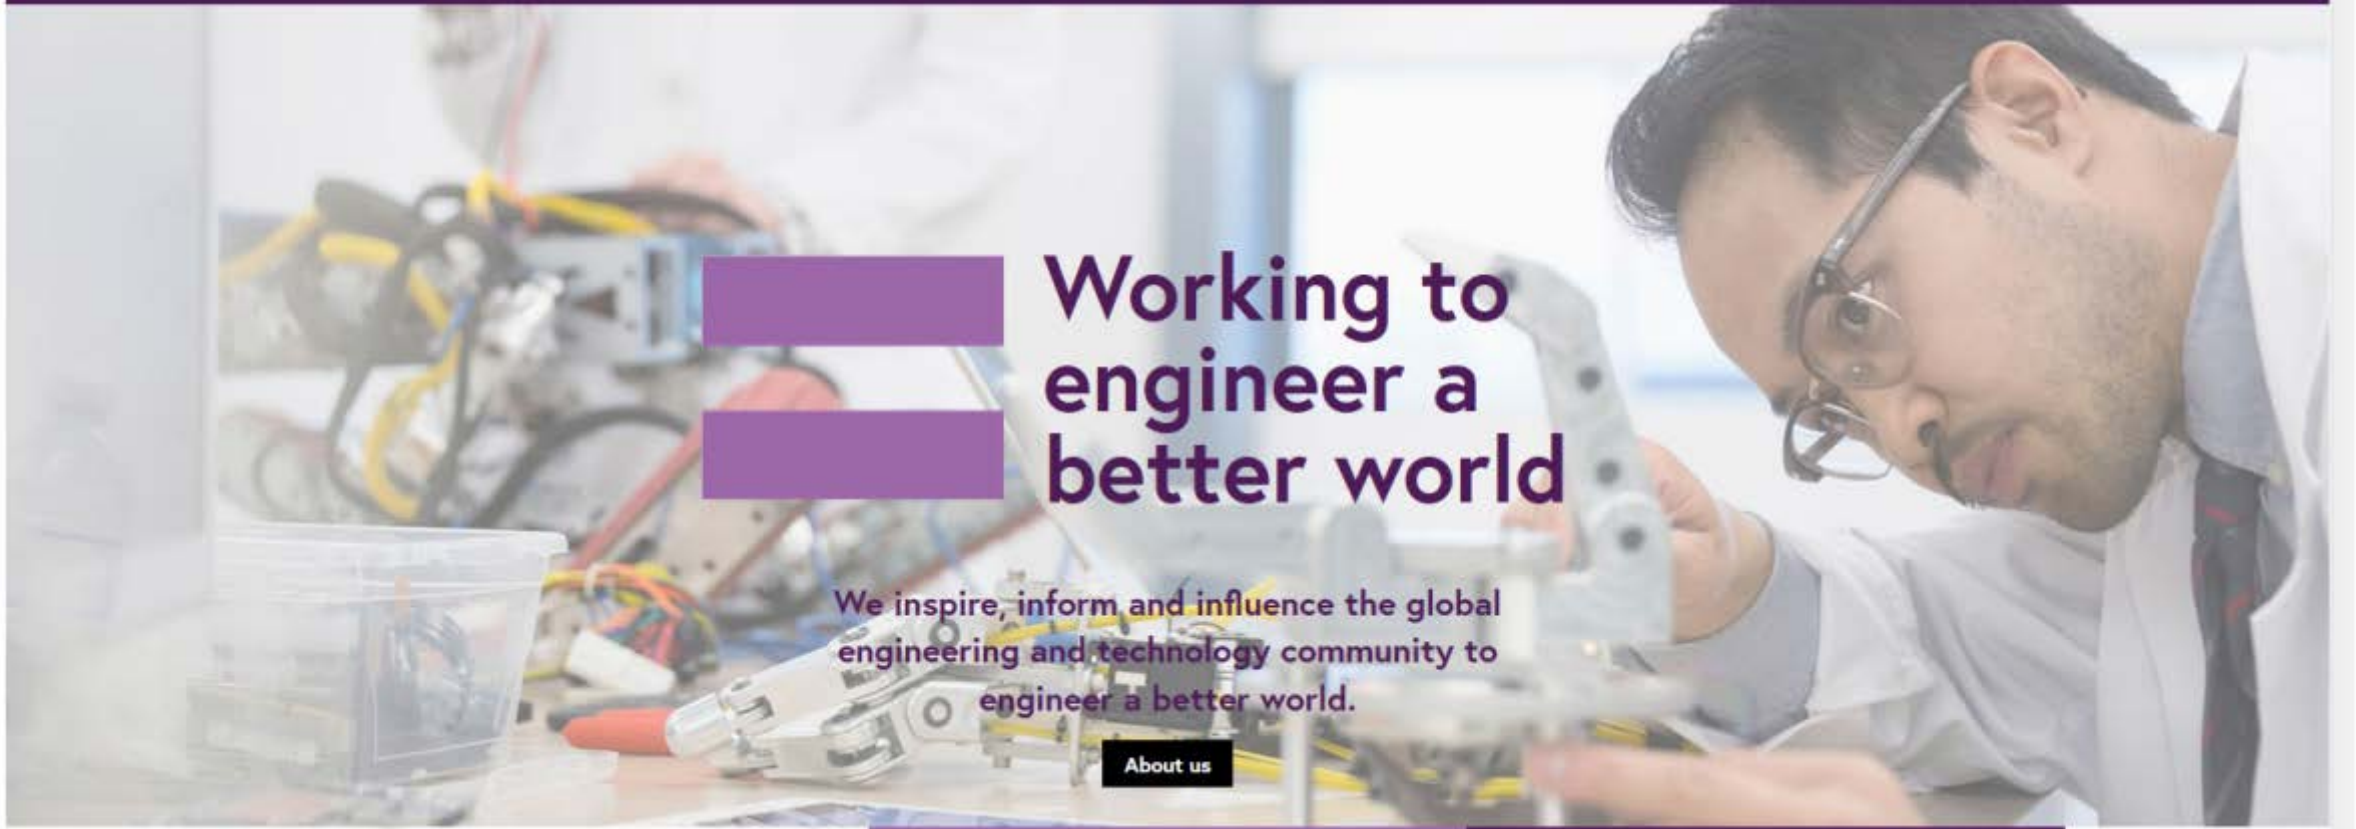 Working to
engineer a
better world
We inspire, inform and influence the global
engineering and technology community to
engineer a better world.
About us